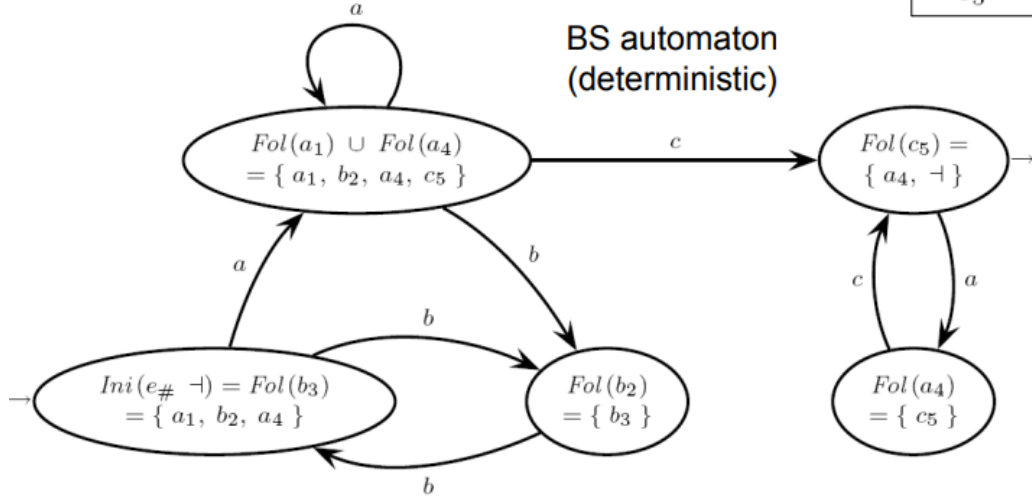 a
BS automaton
(deterministic)
Fol(a₁) ∪ Fol(a₄)
= { a₁, b₂, a₄, c₅ }
c
Fol(c₅) =
{ a₄, ⊣ }
→
a
b
b
c
a
→
Ini(e# ⊣) = Fol(b₃)
= { a₁, b₂, a₄ }
Fol(b₂)
= { b₃ }
Fol(a₄)
= { c₅ }
b